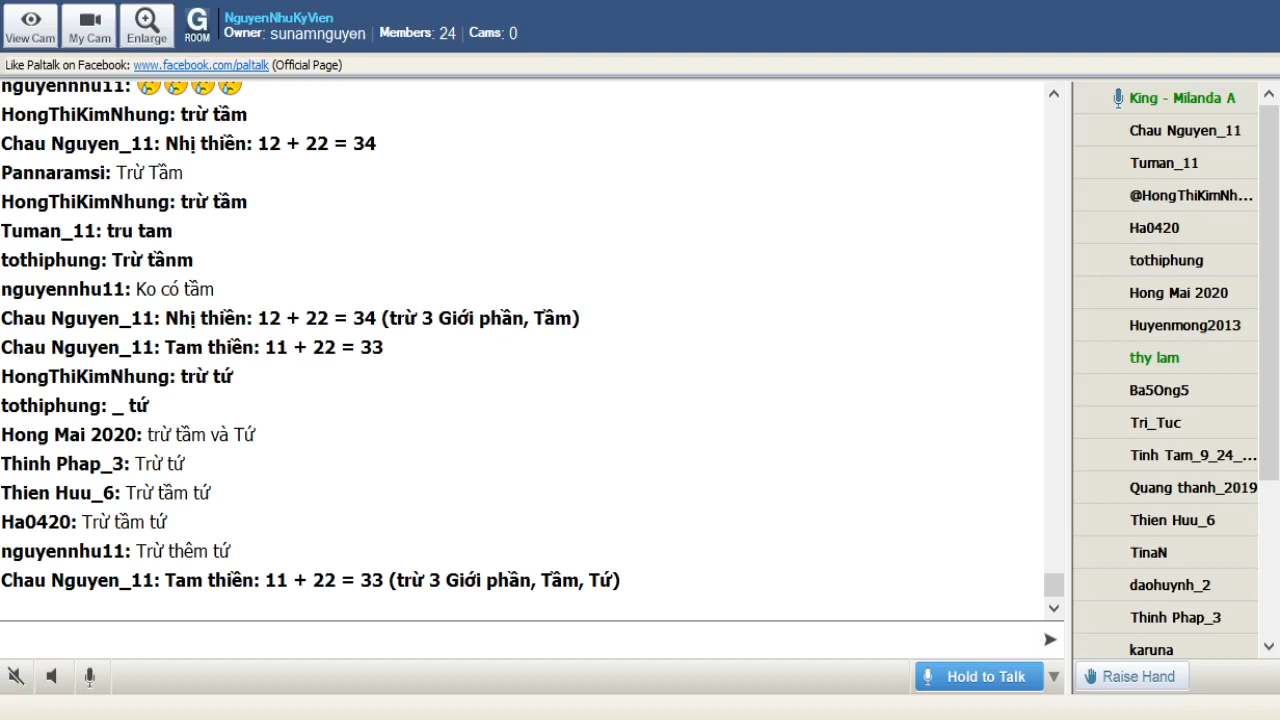 View Cam
My Cam
Enlarge
G
ROOM
NguyenNhuKyVien
Owner: sunamnguyen | Members: 24 | Cams: 0
Like Paltalk on Facebook: www.facebook.com/paltalk (Official Page)
nguyennhu11:
HongThiKimNhung: trừ tầm
Chau Nguyen_11: Nhị thiền: 12 + 22 = 34
Pannaramsi: Trừ Tầm
HongThiKimNhung: trừ tầm
Tuman_11: tru tam
tothiphung: Trừ tầnm
nguyennhu11: Ko có tầm
Chau Nguyen_11: Nhị thiền: 12 + 22 = 34 (trừ 3 Giới phần, Tầm)
Chau Nguyen_11: Tam thiền: 11 + 22 = 33
HongThiKimNhung: trừ tứ
tothiphung: _ tứ
Hong Mai 2020: trừ tầm và Tứ
Thinh Phap_3: Trừ tứ
Thien Huu_6: Trừ tầm tứ
Ha0420: Trừ tầm tứ
nguyennhu11: Trừ thêm tứ
Chau Nguyen_11: Tam thiền: 11 + 22 = 33 (trừ 3 Giới phần, Tầm, Tứ)
Hold to Talk
King - Milanda A
Chau Nguyen_11
Tuman_11
@HongThiKimNh...
Ha0420
tothiphung
Hong Mai 2020
Huyenmong2013
thy lam
Ba5Ong5
Tri_Tuc
Tinh Tam_9_24_...
Quang thanh_2019
Thien Huu_6
TinaN
daohuynh_2
Thinh Phap_3
karuna
Raise Hand